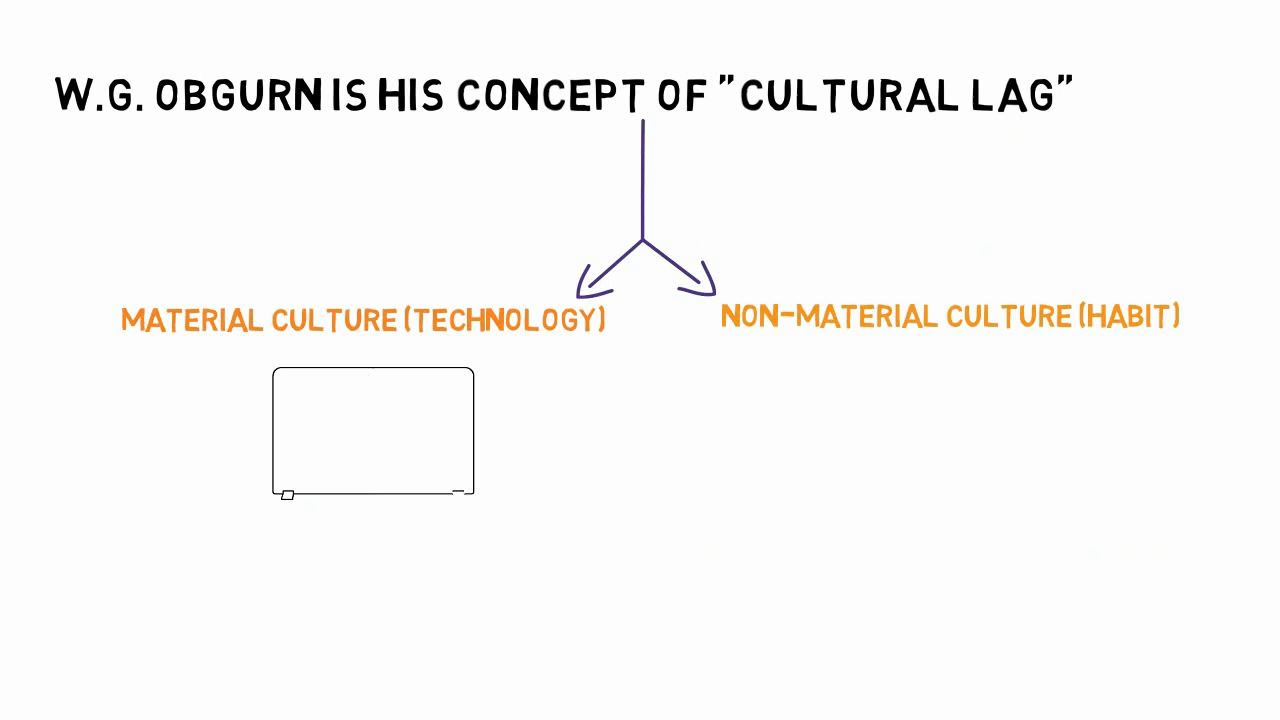 W.G. OBGURN IS HIS CONCEPT OF "CULTURAL LAG"
MATERIAL CULTURE (TECHNOLOGY)
NON-MATERIAL CULTURE (HABIT)